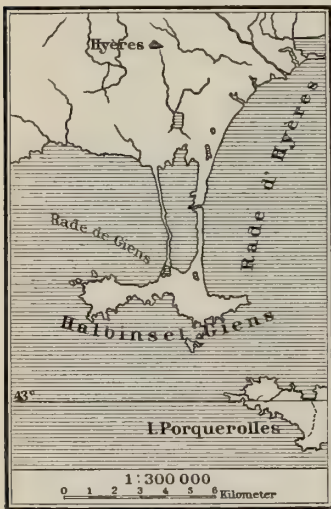 Hyères
Rade d'Hyères
Rade de Giens
Halbinsel Giens
43°
I. Porquerolles
1:300 000
0 1 2 3 4 5 6 Kilometer